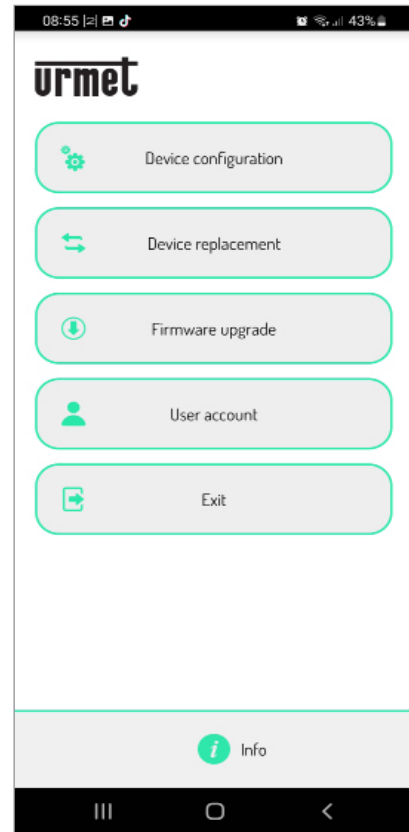 08:55
43%
urmet
Device configuration
Device replacement
Firmware upgrade
User account
Exit
i Info